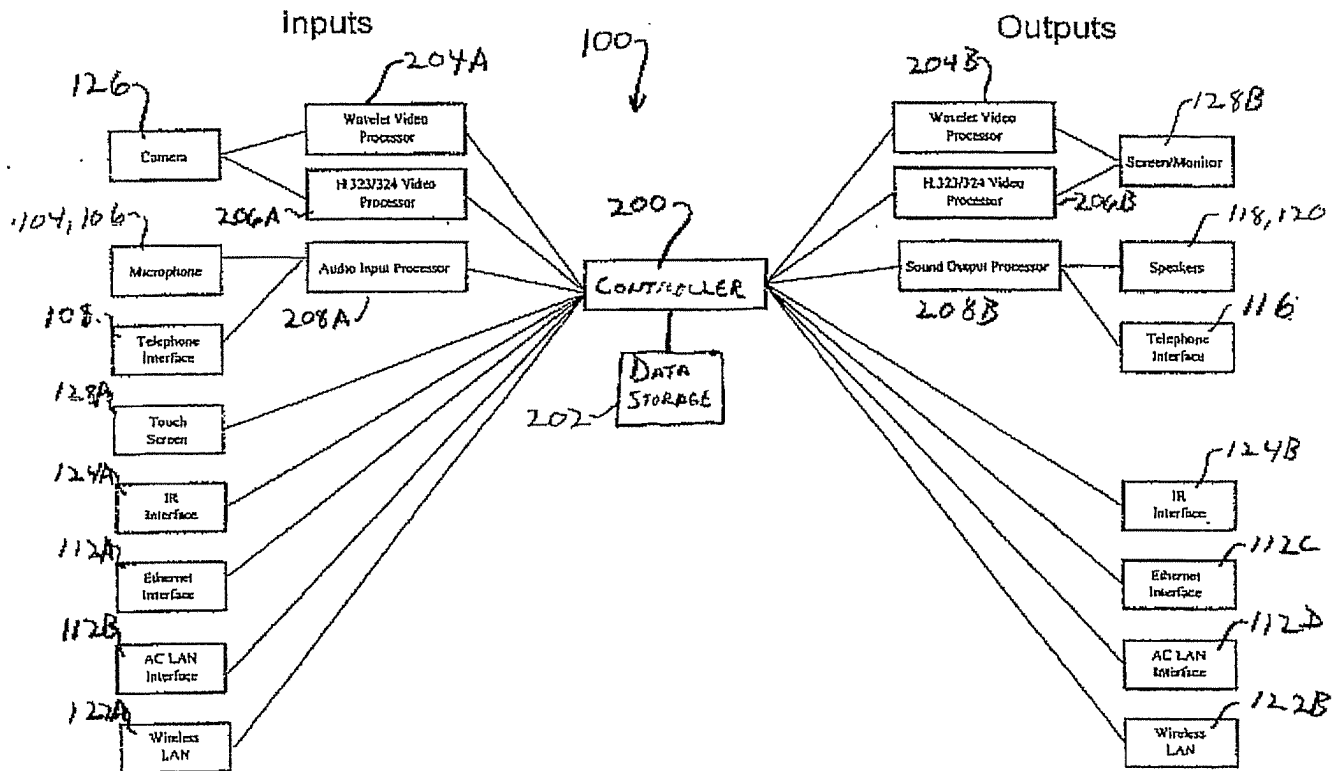 Inputs
Outputs
100
204A
204B
126
128B
Wavelet Video
Processor
Wavelet Video
Processor
Camera
Screen/Monitor
H.323/324 Video
Processor
H.323/324 Video
Processor
206A
200
206B
104, 106
118, 120
Microphone
Audio Input Processor
CONTROLLER
Sound Output Processor
Speakers
108
208A
208B
116
Telephone
Interface
DATA
STORAGE
Telephone
Interface
128A
202
Touch
Screen
124A
124B
IR
Interface
IR
Interface
112A
112C
Ethernet
Interface
Ethernet
Interface
112B
112D
AC LAN
Interface
AC LAN
Interface
122A
122B
Wireless
LAN
Wireless
LAN